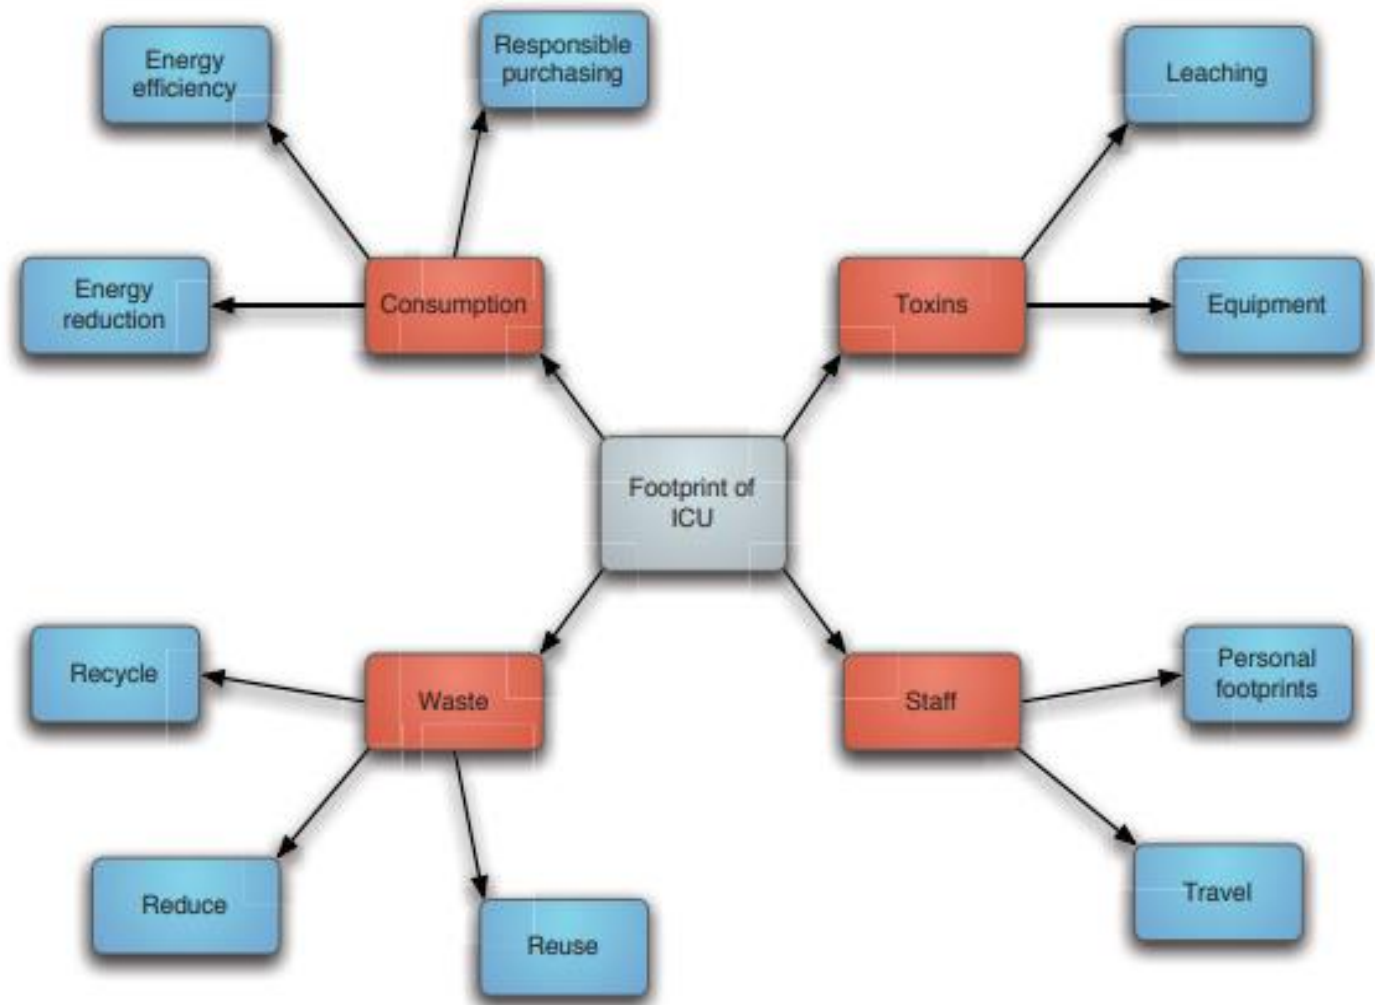 Energy
efficiency
Responsible
purchasing
Leaching
Energy
reduction
Consumption
Toxins
Equipment
Footprint of
ICU
Recycle
Waste
Staff
Personal
footprints
Reduce
Reuse
Travel